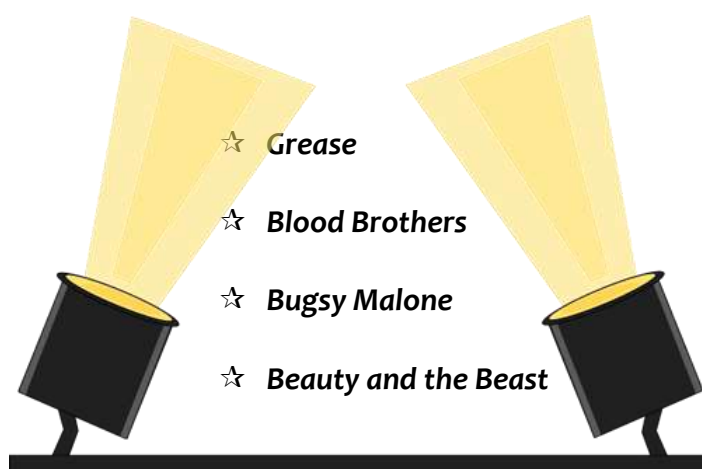 ☆ Grease
☆ Blood Brothers
☆ Bugsy Malone
☆ Beauty and the Beast